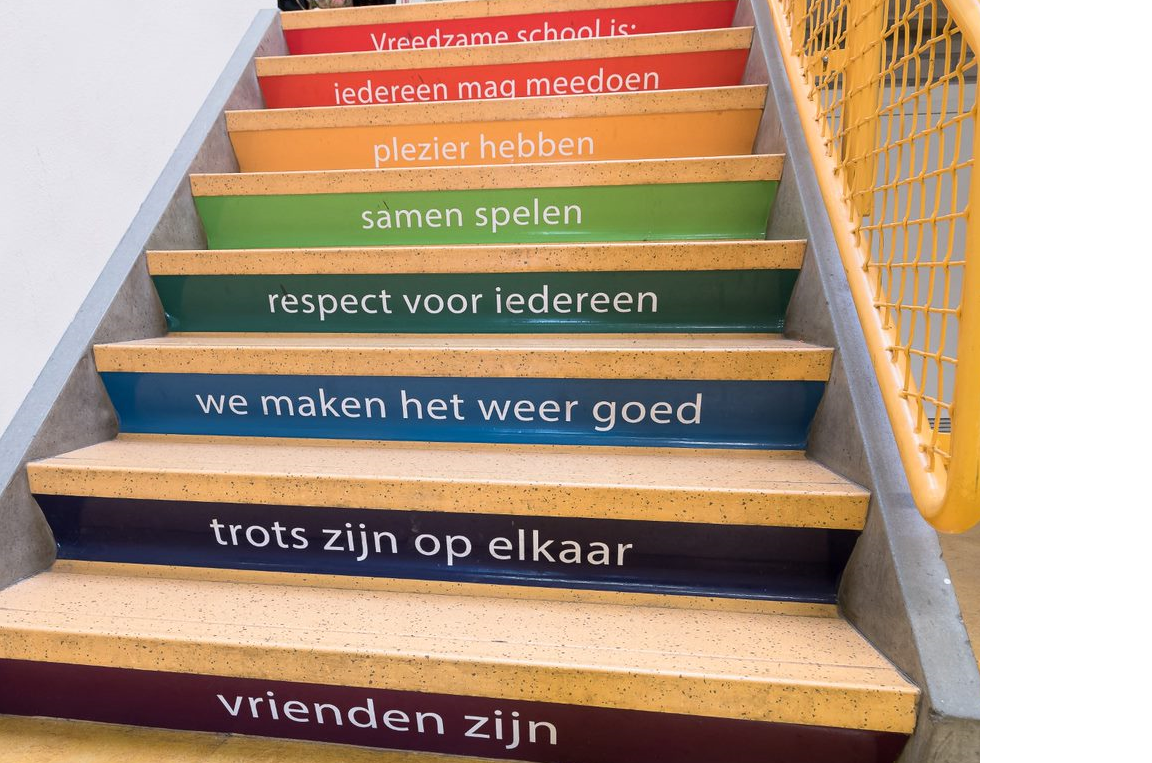 Vreedzame school is:
iedereen mag meedoen
plezier hebben
samen spelen
respect voor iedereen
we maken het weer goed
trots zijn op elkaar
vrienden zijn